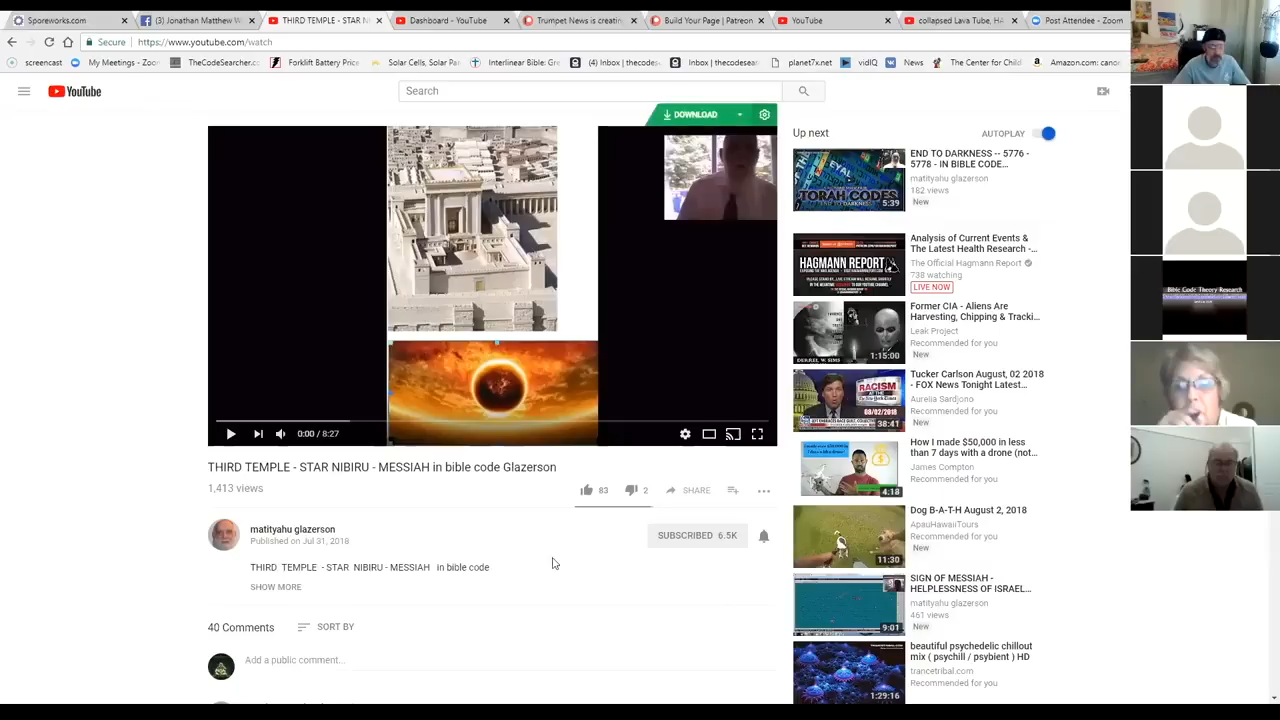 Sporeworks.com
(3) Jonathan Matthew W
THIRD TEMPLE - STAR N
Dashboard - YouTube
Trumpet News is creatin
Build Your Page | Patreon
YouTube
collapsed Lava Tube, HA
Post Attendee - Zoom
Secure
https://www.youtube.com/watch
screencast
My Meetings - Zoo
TheCodeSearcher.c
Forklift Battery Price
Solar Cells, Solar Pa
Interlinear Bible: Gre
(4) Inbox | thecodes
Inbox | thecodesea
planet7x.net
vidIQ
News
The Center for Child
Amazon.com: canor
YouTube
Search
DOWNLOAD
0:00 / 8:27
THIRD TEMPLE - STAR NIBIRU - MESSIAH in bible code Glazerson
1,413 views
83
2
SHARE
matityahu glazerson
Published on Jul 31, 2018
SUBSCRIBED 6.5K
THIRD TEMPLE - STAR NIBIRU - MESSIAH in bible code
SHOW MORE
40 Comments
SORT BY
Add a public comment...
Up next
AUTOPLAY
TORAH CODES
5:39
END TO DARKNESS -- 5776 -
5778 - IN BIBLE CODE...
matityahu glazerson
182 views
New
HAGMANN REPORT
Analysis of Current Events &
The Latest Health Research -...
The Official Hagmann Report
738 watching
LIVE NOW
1:15:00
Former CIA - Aliens Are
Harvesting, Chipping & Tracki...
Leak Project
Recommended for you
New
RACISM
08/02/2018
38:41
Tucker Carlson August, 02 2018
- FOX News Tonight Latest...
Aurelia Sardjono
Recommended for you
New
4:18
How I made $50,000 in less
than 7 days with a drone (not...
James Compton
Recommended for you
11:30
Dog B-A-T-H August 2, 2018
ApauHawaiiTours
Recommended for you
New
9:01
SIGN OF MESSIAH -
HELPLESSNESS OF ISRAEL...
matityahu glazerson
461 views
New
1:29:16
beautiful psychedelic chillout
mix ( psychill / psybient ) HD
trancetribal.com
Recommended for you
Bible Code Theory Research